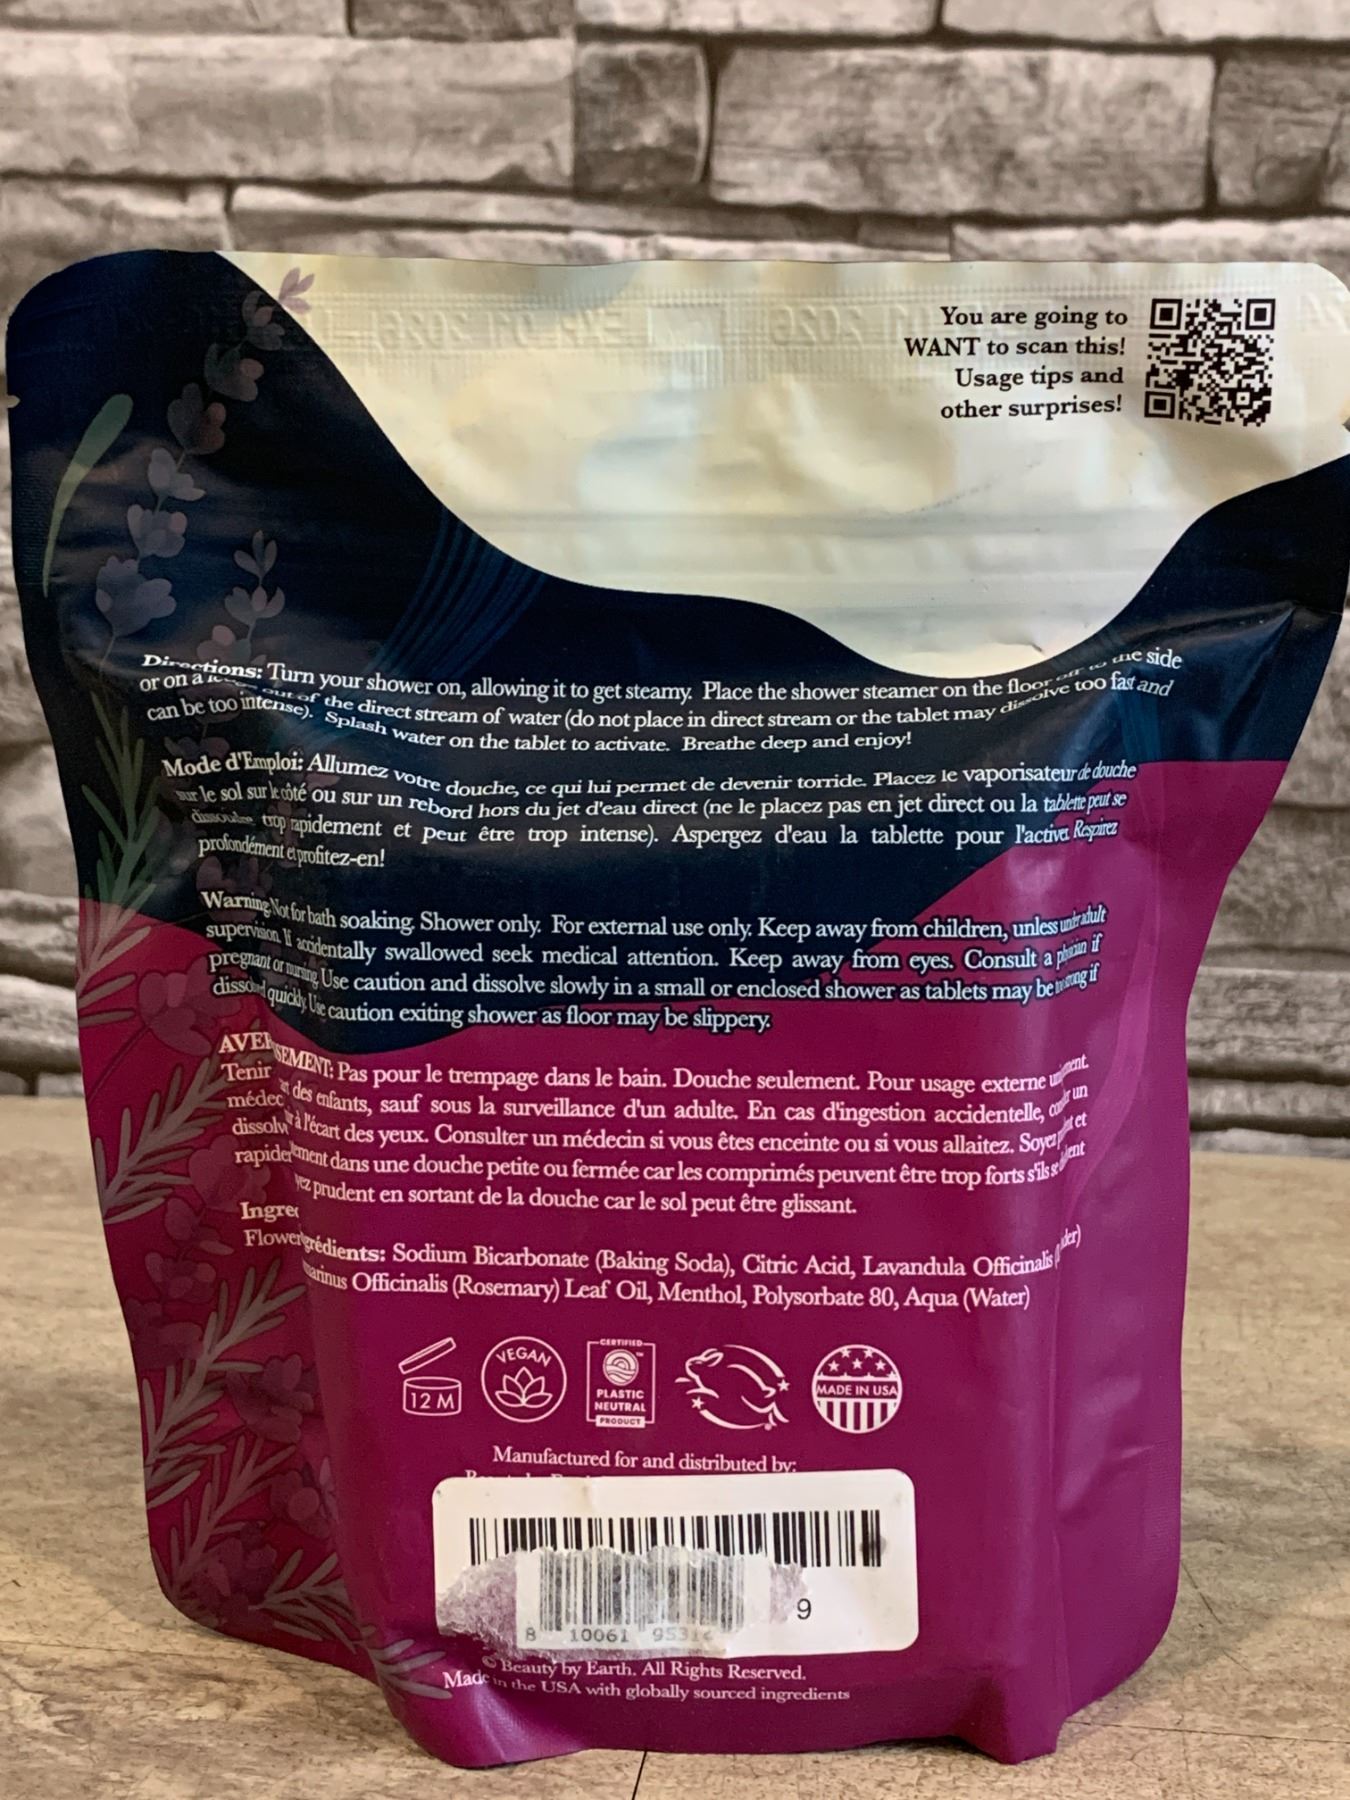 You are going to
WANT to scan this!
Usage tips and
other surprises!
Directions: Turn your shower on, allowing it to get steamy. Place the shower steamer on the floor to the side
or on a out of the direct stream of water (do not place in direct stream or the tablet may dissolve too fast and
can be too intense). Splash water on the tablet to activate. Breathe deep and enjoy!
Mode d'Emploi: Allumez votre douche, ce qui lui permet de devenir torride. Placez le vaporisateur de douche
sur le sol sur le côté ou sur un rebord hors du jet d'eau direct (ne le placez pas en jet direct ou la tablette peut se
dissoudre trop rapidement et peut être trop intense). Aspergez d'eau la tablette pour l'activer. Respirez
profondément et profitez-en!
Warning Not for bath soaking. Shower only. For external use only. Keep away from children, unless under adult
supervision. If accidentally swallowed seek medical attention. Keep away from eyes. Consult a physician if
pregnant or nursing. Use caution and dissolve slowly in a small or enclosed shower as tablets may be too strong if
dissolved quickly. Use caution exiting shower as floor may be slippery.
Pas pour le trempage dans le bain. Douche seulement. Pour usage externe
Tenir des enfants, sauf sous la surveillance d'un adulte. En cas d'ingestion accidentelle, un
à l'écart des yeux. Consulter un médecin si vous êtes enceinte ou si vous allaitez. Soyez et
dans une douche petite ou fermée car les comprimés peuvent être trop forts s'ils se
prudent en sortant de la douche car le sol peut être glissant.
Sodium Bicarbonate (Baking Soda), Citric Acid, Lavandula Officinalis
Officinalis (Rosemary) Leaf Oil, Menthol, Polysorbate 80, Aqua (Water)
12 M
VEGAN
CERTIFIED
PLASTIC
NEUTRAL
PRODUCT
MADE IN USA
Manufactured for and distributed by:
9
8 10061
© Beauty by Earth. All Rights Reserved.
Made in the USA with globally sourced ingredients